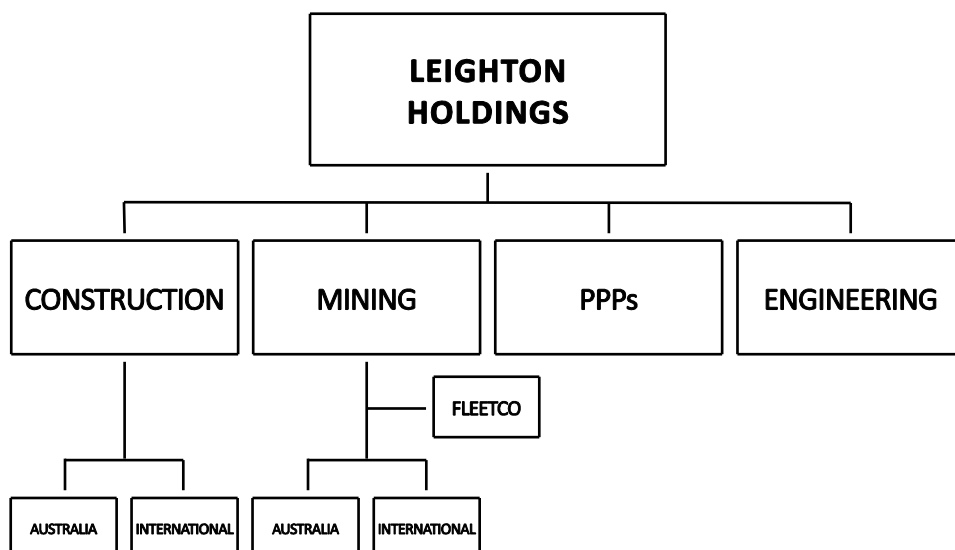 LEIGHTON
HOLDINGS
CONSTRUCTION
MINING
PPPs
ENGINEERING
FLEETCO
AUSTRALIA
INTERNATIONAL
AUSTRALIA
INTERNATIONAL